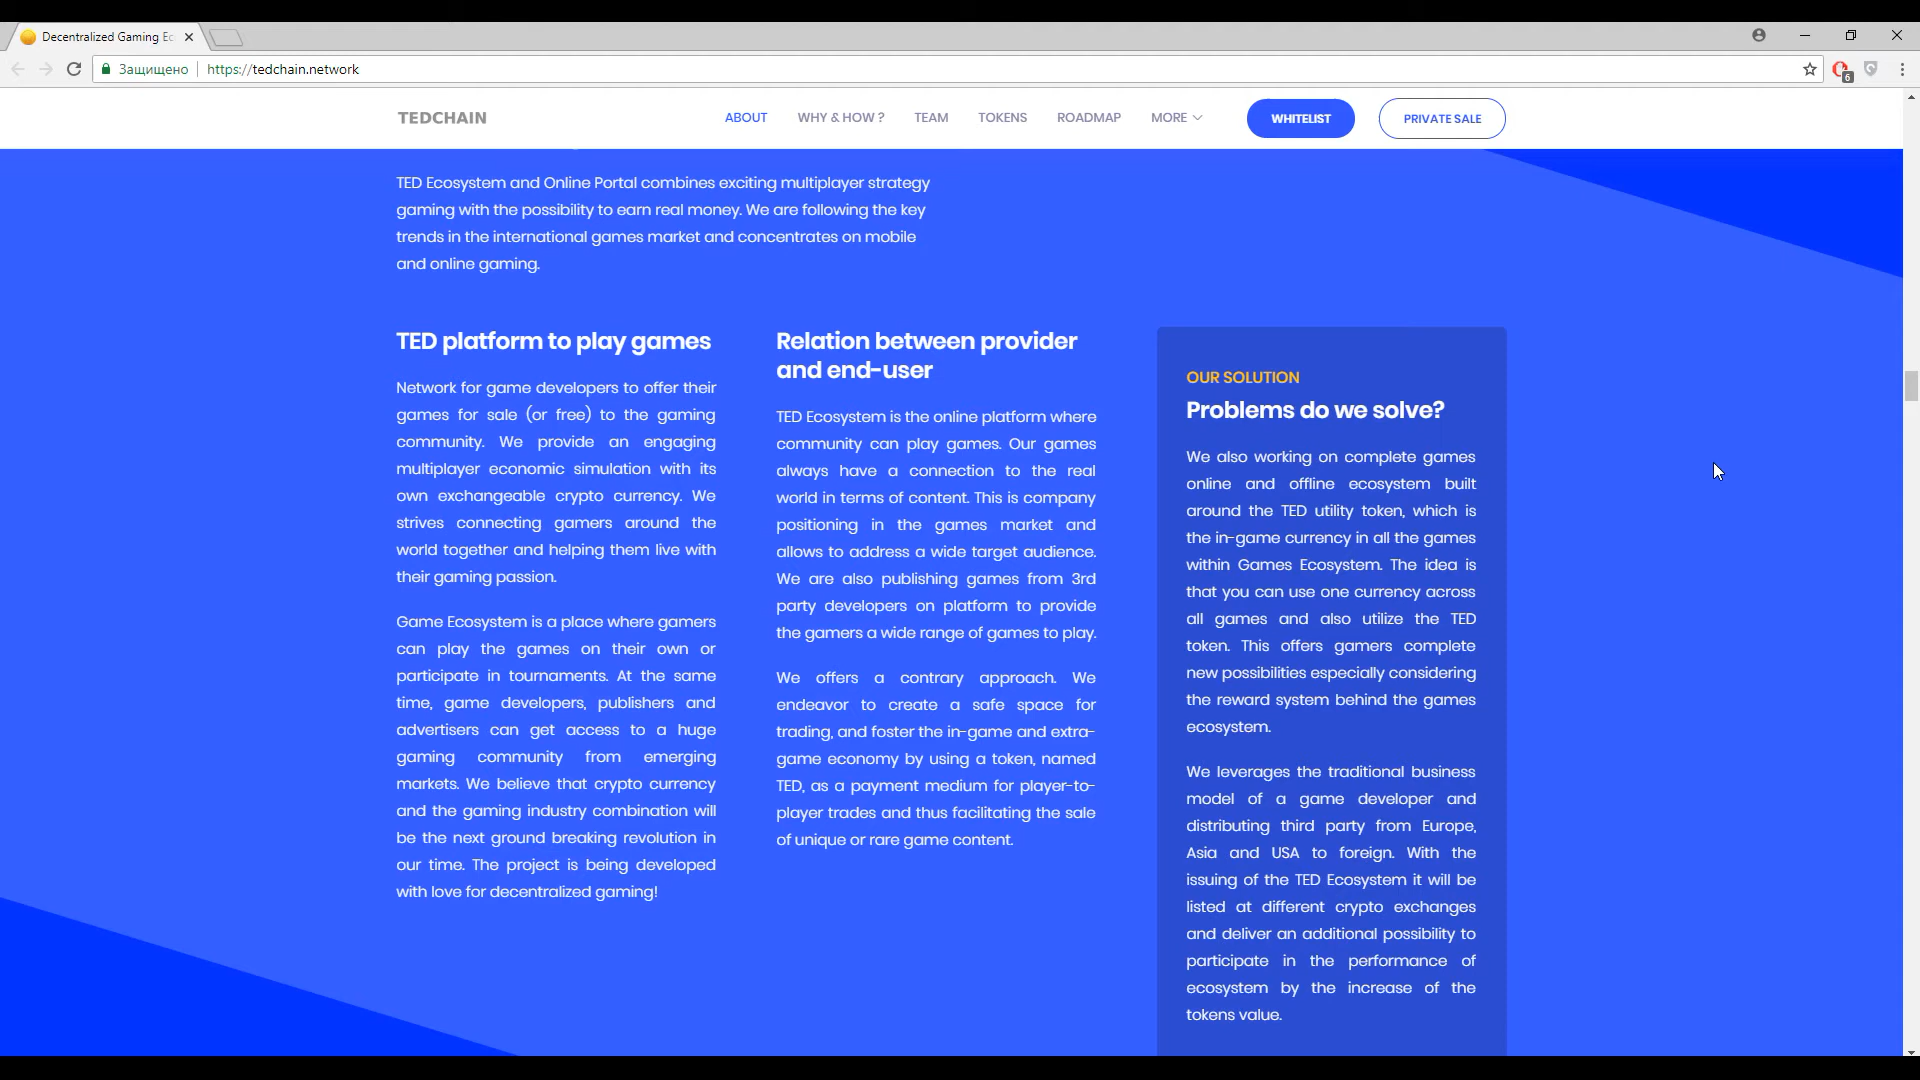 Decentralized Gaming Ec
Защищено
https://tedchain.network
6
TEDCHAIN
ABOUT
WHY & HOW ?
TEAM
TOKENS
ROADMAP
MORE
WHITELIST
PRIVATE SALE
TED Ecosystem and Online Portal combines exciting multiplayer strategy
gaming with the possibility to earn real money. We are following the key
trends in the international games market and concentrates on mobile
and online gaming.
TED platform to play games
Network for game developers to offer their
games for sale (or free) to the gaming
community. We provide an engaging
multiplayer economic simulation with its
own exchangeable crypto currency. We
strives connecting gamers around the
world together and helping them live with
their gaming passion.
Game Ecosystem is a place where gamers
can play the games on their own or
participate in tournaments. At the same
time, game developers, publishers and
advertisers can get access to a huge
gaming community from emerging
markets. We believe that crypto currency
and the gaming industry combination will
be the next ground breaking revolution in
our time. The project is being developed
with love for decentralized gaming!
Relation between provider
and end-user
TED Ecosystem is the online platform where
community can play games. Our games
always have a connection to the real
world in terms of content. This is company
positioning in the games market and
allows to address a wide target audience.
We are also publishing games from 3rd
party developers on platform to provide
the gamers a wide range of games to play.
We offers a contrary approach. We
endeavor to create a safe space for
trading, and foster the in-game and extra-
game economy by using a token, named
TED, as a payment medium for player-to-
player trades and thus facilitating the sale
of unique or rare game content.
OUR SOLUTION
Problems do we solve?
We also working on complete games
online and offline ecosystem built
around the TED utility token, which is
the in-game currency in all the games
within Games Ecosystem. The idea is
that you can use one currency across
all games and also utilize the TED
token. This offers gamers complete
new possibilities especially considering
the reward system behind the games
ecosystem.
We leverages the traditional business
model of a game developer and
distributing third party from Europe,
Asia and USA to foreign. With the
issuing of the TED Ecosystem it will be
listed at different crypto exchanges
and deliver an additional possibility to
participate in the performance of
ecosystem by the increase of the
tokens value.